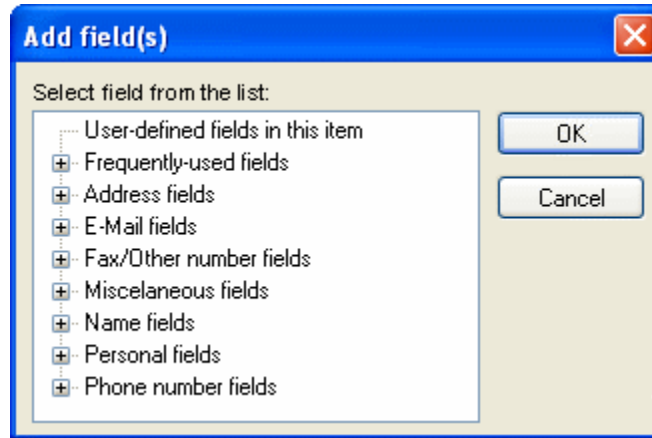 Add field(s)
Select field from the list:
User-defined fields in this item
Frequently-used fields
Address fields
E-Mail fields
Fax/Other number fields
Miscelaneous fields
Name fields
Personal fields
Phone number fields
OK
Cancel